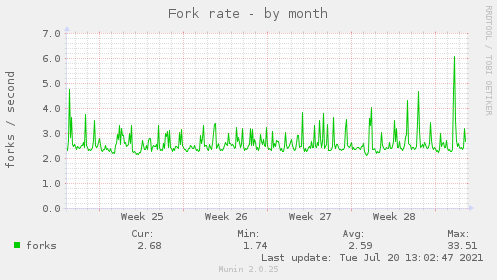 Fork rate - by month
RRDTOOL / TOBI OETIKER
forks / second
7.0
6.0
5.0
4.0
3.0
2.0
1.0
0.0
Week 25 Week 26 Week 27 Week 28
Cur: Min: Avg: Max:
forks 2.68 1.74 2.59 33.51
Last update: Tue Jul 20 13:02:47 2021
Munin 2.0.25